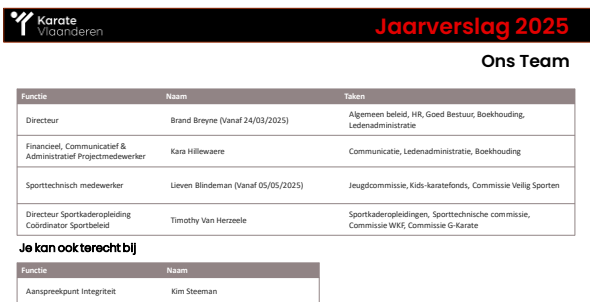 Karate
Vlaanderen
Jaarverslag 2025
Ons Team
Functie Naam Taken
Directeur Brand Breyne (Vanaf 24/03/2025) Algemeen beleid, HR, Goed Bestuur, Boekhouding,
Ledenadministratie
Financieel, Communicatief &
Administratief Projectmedewerker Kara Hillewaere Communicatie, Ledenadministratie, Boekhouding
Sporttechnisch medewerker Lieven Blindeman (Vanaf 05/05/2025) Jeugdcommissie, Kids-karatefonds, Commissie Veilig Sporten
Directeur Sportkaderopleiding
Coördinator Sportbeleid Timothy Van Herzeele Sportkaderopleidingen, Sporttechnische commissie,
Commissie WKF, Commissie G-Karate
Je kan ook terecht bij
Functie Naam
Aanspreekpunt Integriteit Kim Steeman